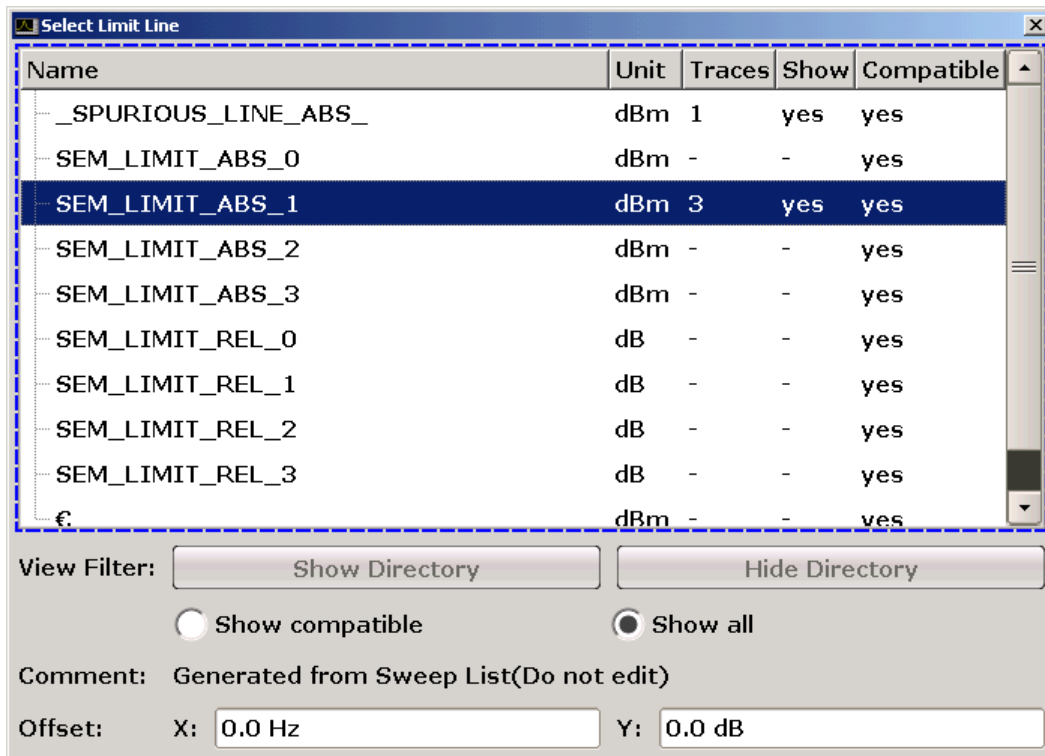 Select Limit Line
Name Unit Traces Show Compatible
_SPURIOUS_LINE_ABS_ dBm 1 yes yes
SEM_LIMIT_ABS_0 dBm - - yes
SEM_LIMIT_ABS_1 dBm 3 yes yes
SEM_LIMIT_ABS_2 dBm - - yes
SEM_LIMIT_ABS_3 dBm - - yes
SEM_LIMIT_REL_0 dB - - yes
SEM_LIMIT_REL_1 dB - - yes
SEM_LIMIT_REL_2 dB - - yes
SEM_LIMIT_REL_3 dB - - yes
€ dBm - - yes
View Filter: Show Directory Hide Directory
Show compatible Show all
Comment: Generated from Sweep List(Do not edit)
Offset: X: 0.0 Hz Y: 0.0 dB